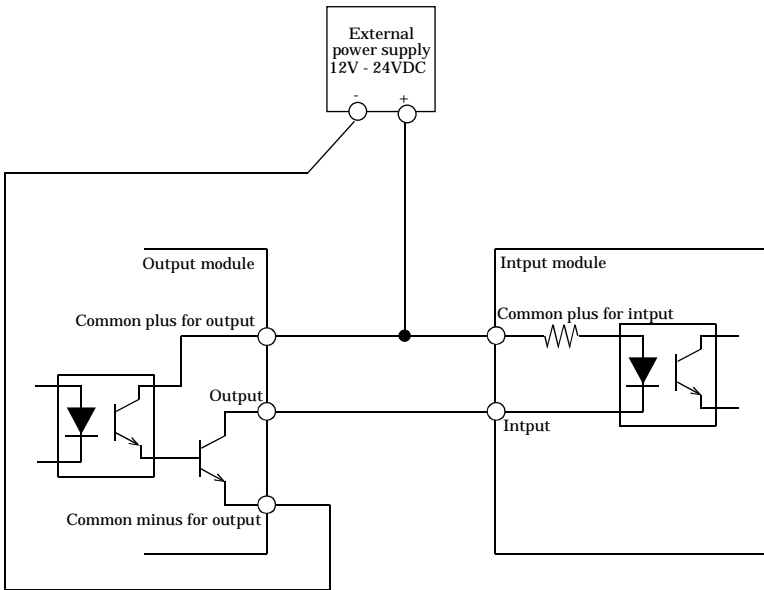 External
power supply
12V - 24VDC
-
+
Output module
Intput module
Common plus for output
Common plus for intput
Output
Intput
Common minus for output